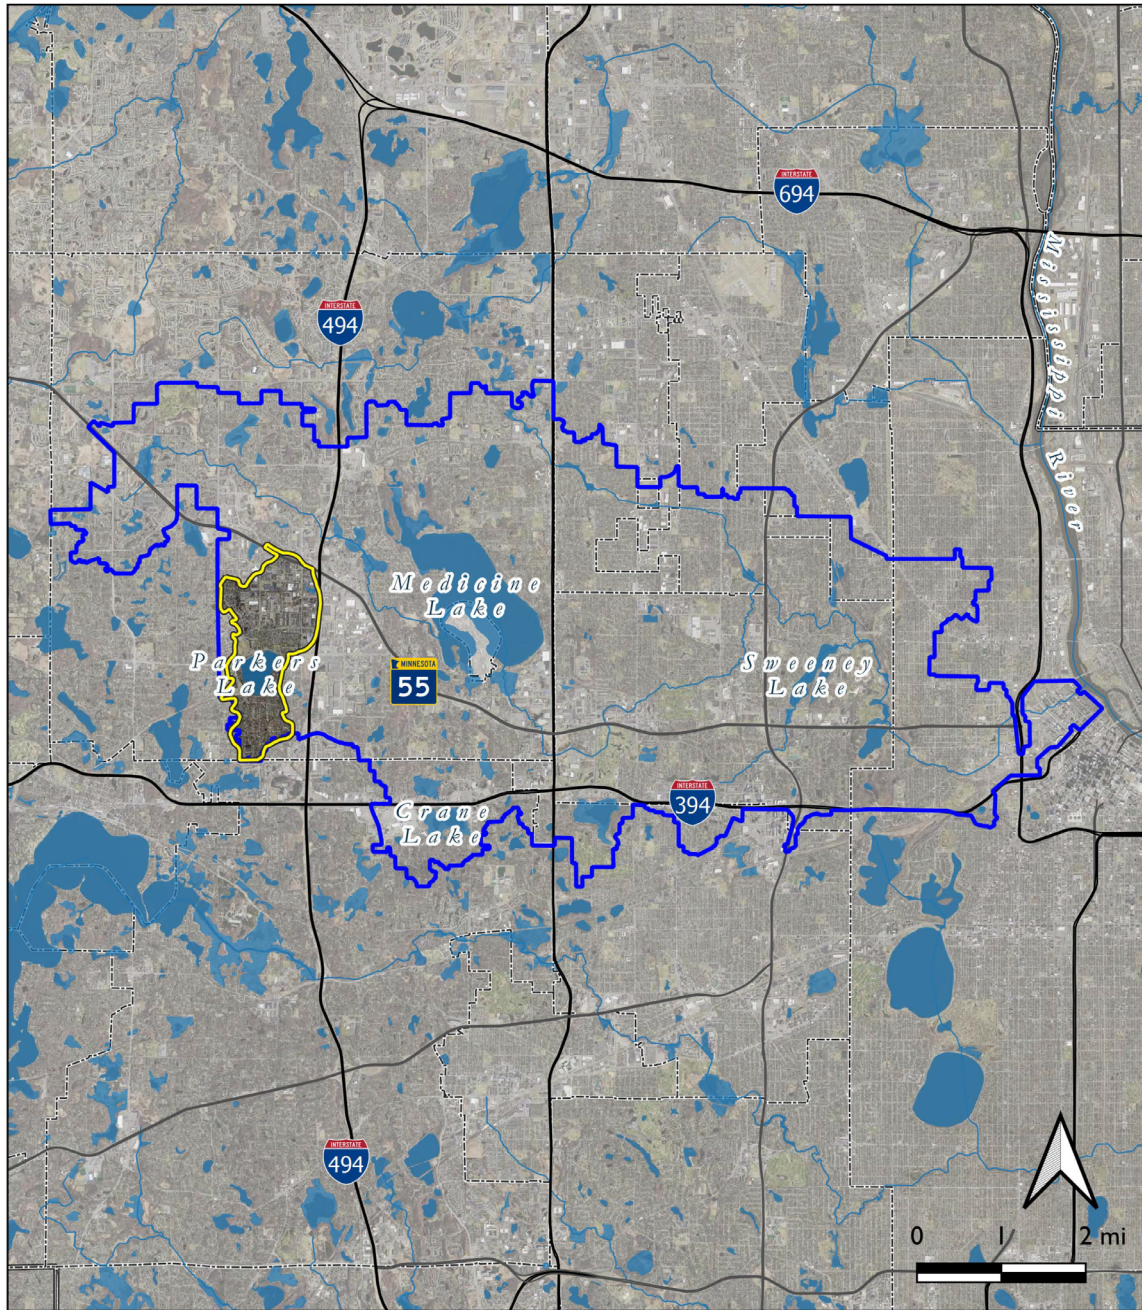 INTERSTATE
694
Mississippi
River
INTERSTATE
494
Medicine
Lake
Parkers
Lake
Sweeney
Lake
MINNESOTA
55
INTERSTATE
394
Crane
Lake
INTERSTATE
494
0 1 2 mi